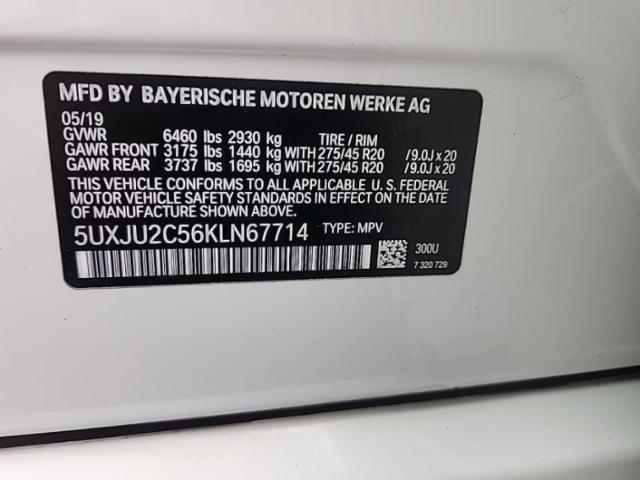 MFD BY BAYERISCHE MOTOREN WERKE AG
05/19
GVWR 6460 lbs 2930 kg TIRE / RIM
GAWR FRONT 3175 lbs 1440 kg WITH 275/45 R20 / 9.0J x 20
GAWR REAR 3737 lbs 1695 kg WITH 275/45 R20 / 9.0J x 20
THIS VEHICLE CONFORMS TO ALL APPLICABLE U. S. FEDERAL
MOTOR VEHICLE SAFETY STANDARDS IN EFFECT ON THE
DATE OF MANUFACTURE SHOWN ABOVE.
5UXJU2C56KLN67714 TYPE: MPV
300U
7 320 729